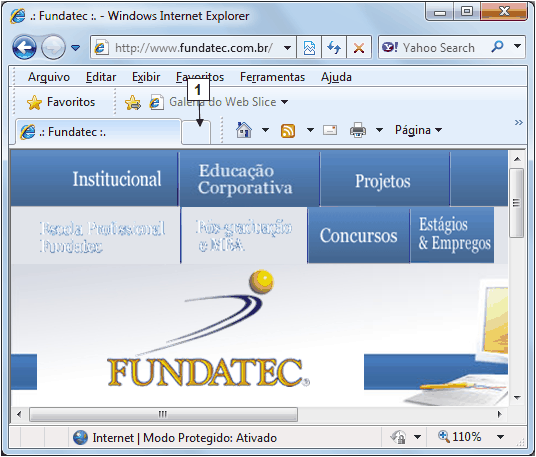 .: Fundatec :. - Windows Internet Explorer
http://www.fundatec.com.br/
Yahoo Search
Arquivo Editar Exibir Favoritos Ferramentas Ajuda
1
Favoritos Galeria do Web Slice
.: Fundatec :. Página
Institucional
Educação
Corporativa
Projetos
Escola Profissional
Fundatec
Pós-graduação
e MBA
Concursos
Estágios
& Empregos
FUNDATEC
Internet | Modo Protegido: Ativado 110%